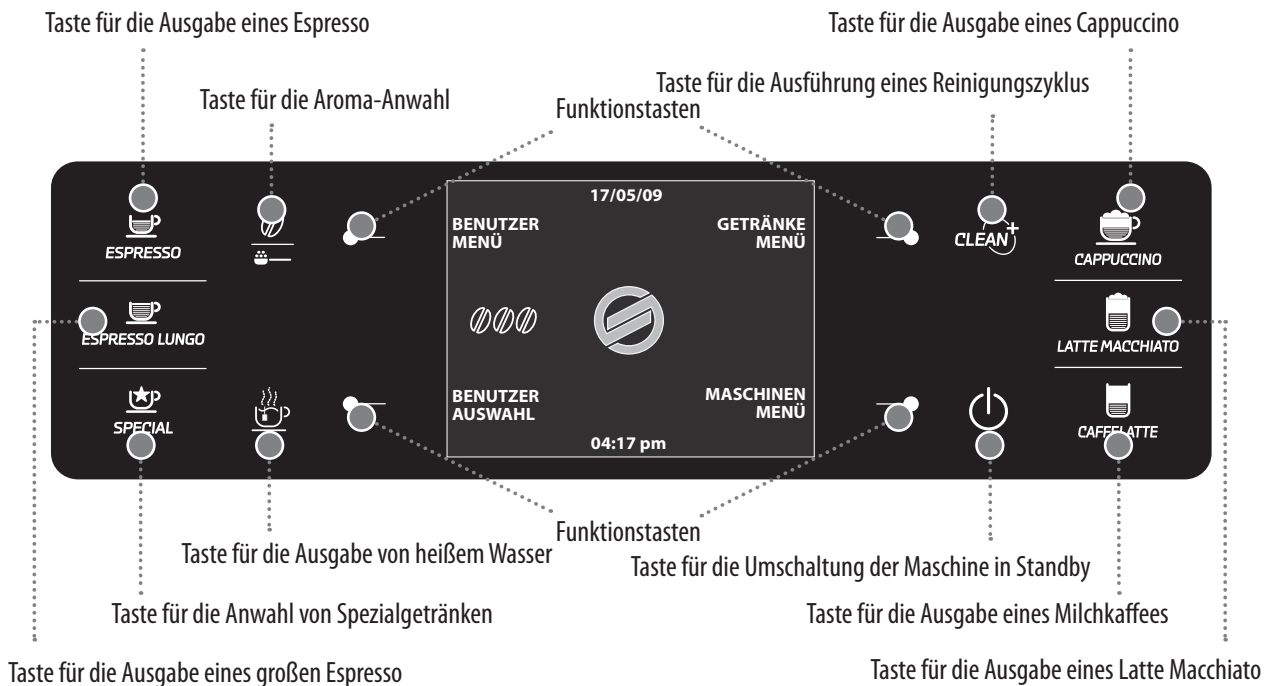 Taste für die Ausgabe eines Espresso
Taste für die Ausgabe eines Cappuccino
Taste für die Aroma-Anwahl
Taste für die Ausführung eines Reinigungszyklus
Funktionstasten
17/05/09
BENUTZER
MENÜ
GETRÄNKE
MENÜ
ESPRESSO
CLEAN
CAPPUCCINO
ESPRESSO LUNGO
LATTE MACCHIATO
BENUTZER
AUSWAHL
MASCHINEN
MENÜ
SPECIAL
CAFFELATTE
04:17 pm
Funktionstasten
Taste für die Ausgabe von heißem Wasser
Taste für die Umschaltung der Maschine in Standby
Taste für die Anwahl von Spezialgetränken
Taste für die Ausgabe eines Milchkaffees
Taste für die Ausgabe eines großen Espresso
Taste für die Ausgabe eines Latte Macchiato